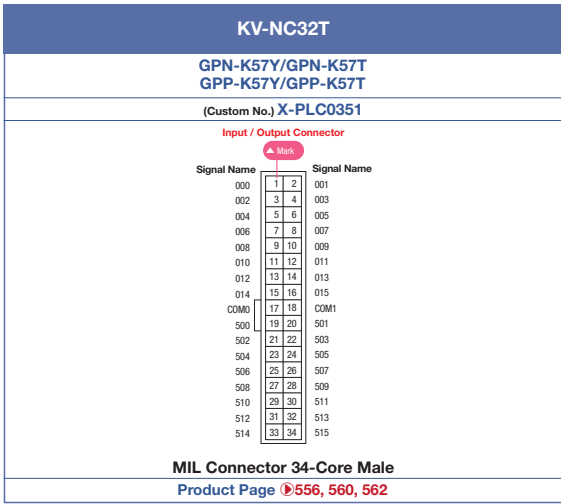 KV-NC32T
GPN-K57Y/GPN-K57T
GPP-K57Y/GPP-K57T
(Custom No.) X-PLC0351
Input / Output Connector
▲ Mark
Signal Name Signal Name
000 1 2 001
002 3 4 003
004 5 6 005
006 7 8 007
008 9 10 009
010 11 12 011
012 13 14 013
014 15 16 015
COM0 17 18 COM1
500 19 20 501
502 21 22 503
504 23 24 505
506 25 26 507
508 27 28 509
510 29 30 511
512 31 32 513
514 33 34 515
MIL Connector 34-Core Male
Product Page 556, 560, 562